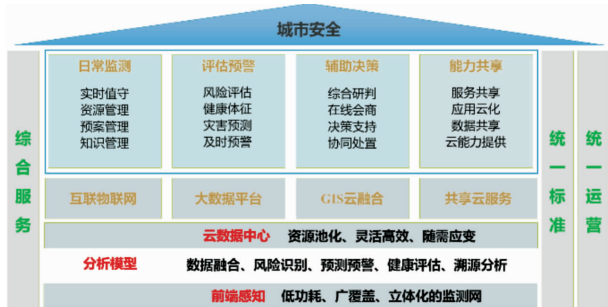 城市安全
日常监测
实时值守
资源管理
预案管理
知识管理
评估预警
风险评估
健康体征
灾害预测
及时预警
辅助决策
综合研判
在线会商
决策支持
协同处置
能力共享
服务共享
应用云化
数据共享
云能力提供
综合服务
统一标准
统一运营
互联物联网
大数据平台
GIS云融合
共享云服务
云数据中心 资源池化、灵活高效、随需应变
分析模型 数据融合、风险识别、预测预警、健康评估、溯源分析
前端感知 低功耗、广覆盖、立体化的监测网